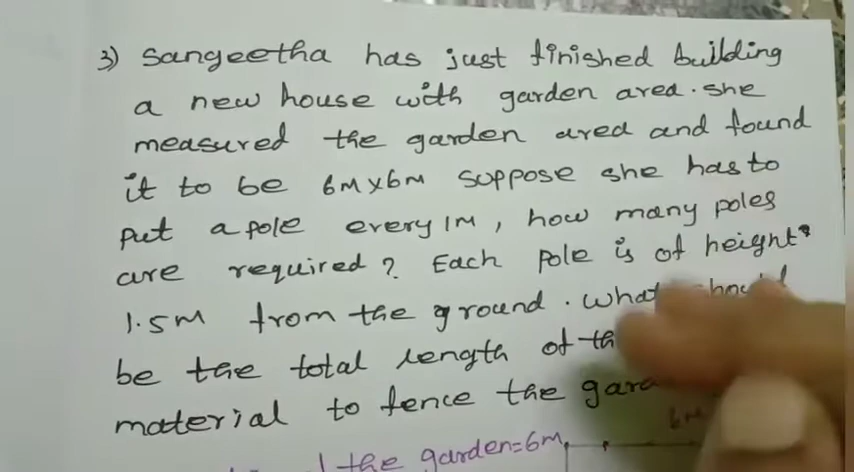 3) Sangeetha has just finished building
a new house with garden area. she
measured the garden area and found
it to be 6M x 6M suppose she has to
put a pole every 1M, how many poles
are required? Each pole is of height
1.5M from the ground. what
be the total length of
material to fence the
the garden=6M,
6M